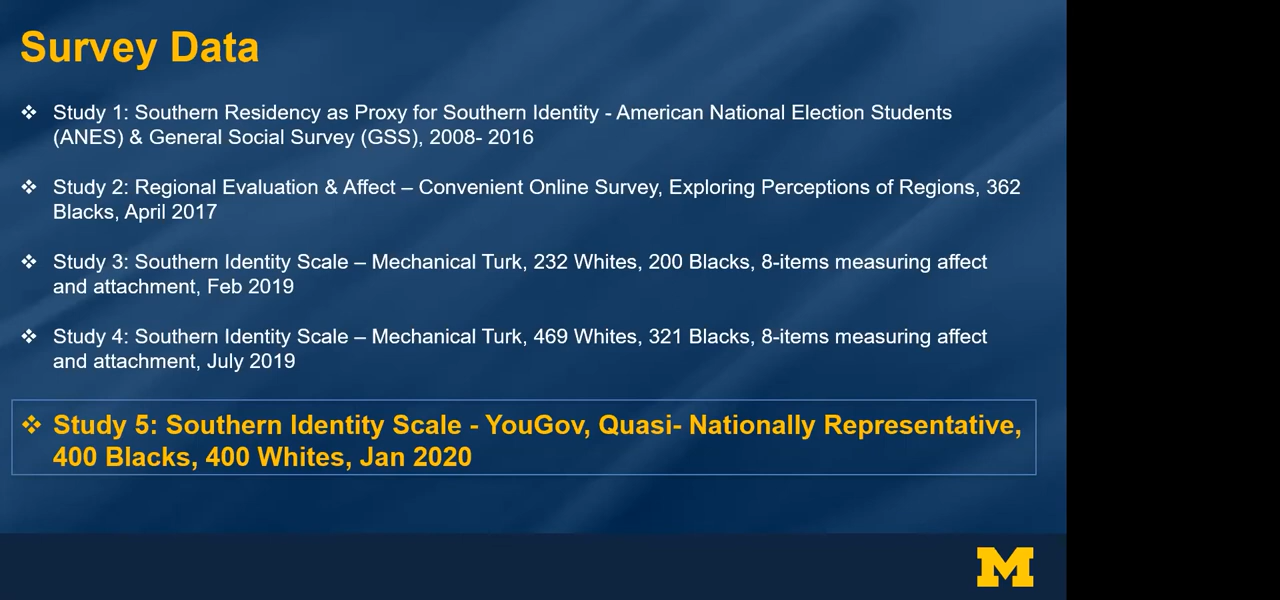 Survey Data
❖ Study 1: Southern Residency as Proxy for Southern Identity - American National Election Students
(ANES) & General Social Survey (GSS), 2008- 2016
❖ Study 2: Regional Evaluation & Affect – Convenient Online Survey, Exploring Perceptions of Regions, 362
Blacks, April 2017
❖ Study 3: Southern Identity Scale – Mechanical Turk, 232 Whites, 200 Blacks, 8-items measuring affect
and attachment, Feb 2019
❖ Study 4: Southern Identity Scale – Mechanical Turk, 469 Whites, 321 Blacks, 8-items measuring affect
and attachment, July 2019
❖ Study 5: Southern Identity Scale - YouGov, Quasi- Nationally Representative,
400 Blacks, 400 Whites, Jan 2020
M